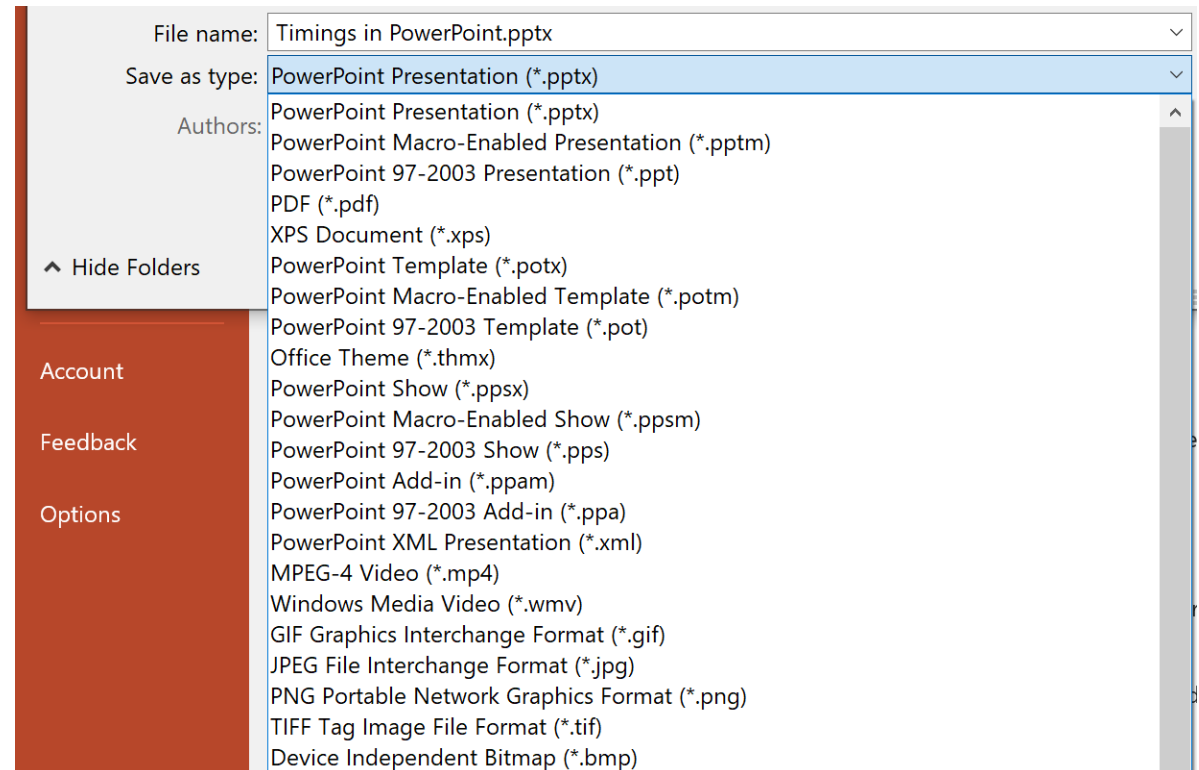 File name: Timings in PowerPoint.pptx
Save as type: PowerPoint Presentation (*.pptx)
Authors:
PowerPoint Presentation (*.pptx)
PowerPoint Macro-Enabled Presentation (*.pptm)
PowerPoint 97-2003 Presentation (*.ppt)
PDF (*.pdf)
XPS Document (*.xps)
Hide Folders
PowerPoint Template (*.potx)
PowerPoint Macro-Enabled Template (*.potm)
PowerPoint 97-2003 Template (*.pot)
Office Theme (*.thmx)
Account
PowerPoint Show (*.ppsx)
PowerPoint Macro-Enabled Show (*.ppsm)
Feedback
PowerPoint 97-2003 Show (*.pps)
PowerPoint Add-in (*.ppam)
Options
PowerPoint 97-2003 Add-in (*.ppa)
PowerPoint XML Presentation (*.xml)
MPEG-4 Video (*.mp4)
Windows Media Video (*.wmv)
GIF Graphics Interchange Format (*.gif)
JPEG File Interchange Format (*.jpg)
PNG Portable Network Graphics Format (*.png)
TIFF Tag Image File Format (*.tif)
Device Independent Bitmap (*.bmp)